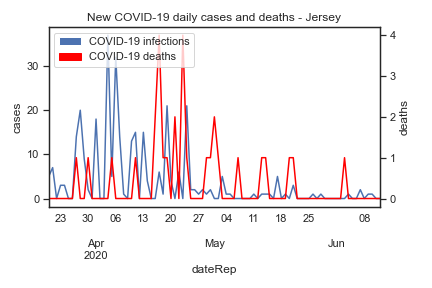 New COVID-19 daily cases and deaths - Jersey
COVID-19 infections
COVID-19 deaths
cases
30
20
10
0
deaths
4
3
2
1
0
23 30 06 13 20 27 04 11 18 25 08
Apr May Jun
2020
dateRep